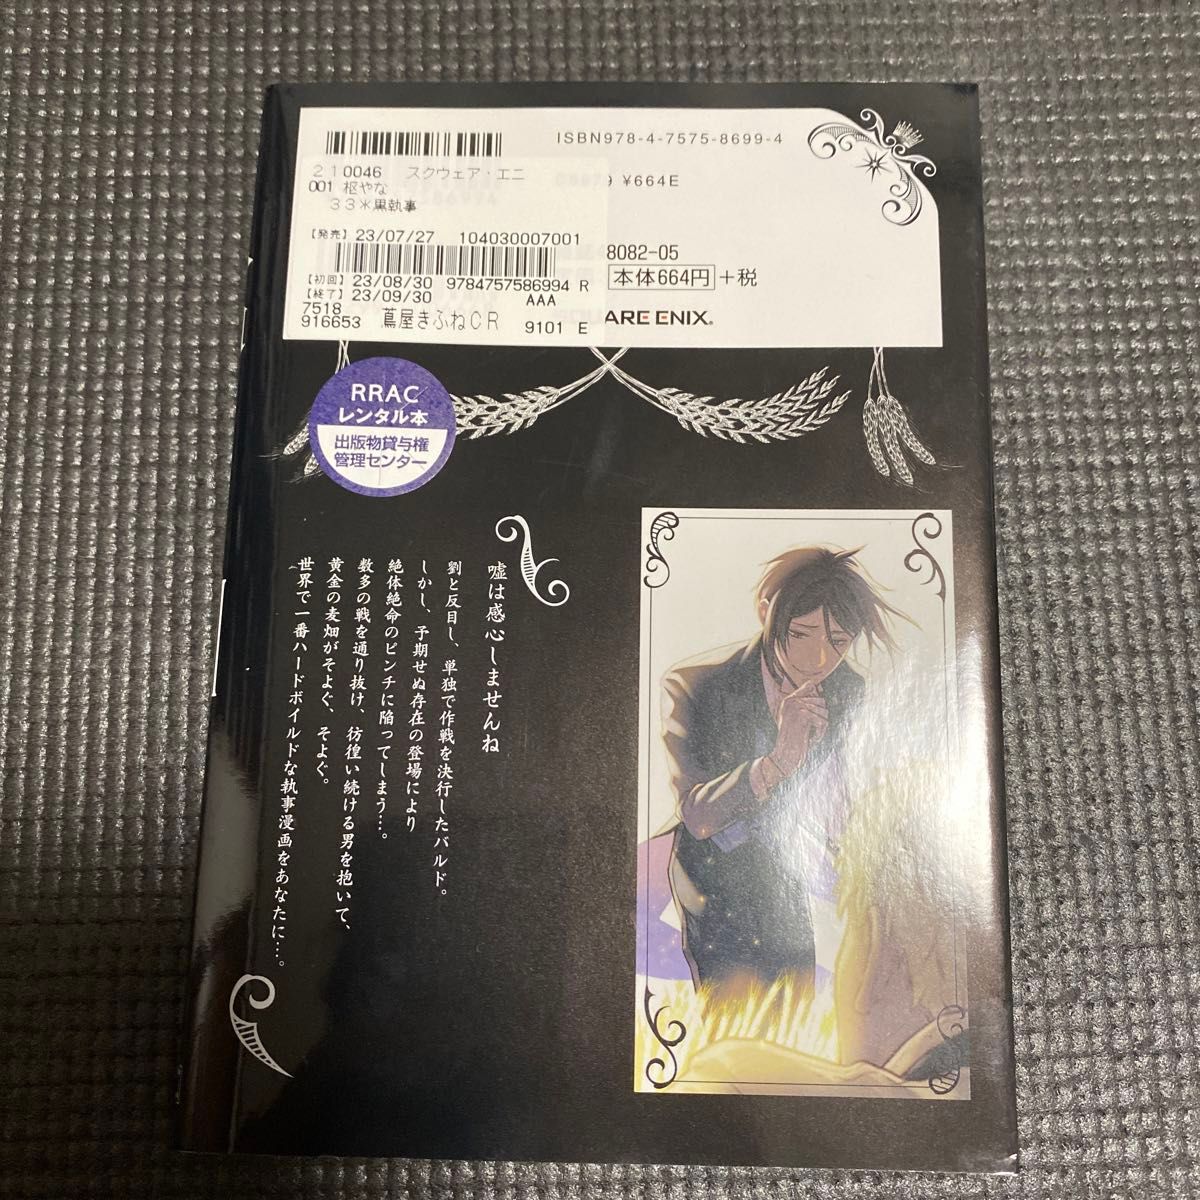 ISBN978-4-7575-8699-4
210046 スクウェア・エニ
001 枢やな
33*黒執事
9 ¥664E
【発売】23/07/27 104030007001
8082-05
【初回】23/08/30 9784757586994 R
【終了】23/09/30 AAA
本体664円+税
7518
916653 蔦屋きふねCR 9101 E
ARE ENIX.
RRAC
レンタル本
出版物貸与権
管理センター
嘘は感心しませんね
劉と反目し、単独で作戦を決行したバルド。
しかし、予期せぬ存在の登場により
絶体絶命のピンチに陥ってしまう…。
数多の戦を通り抜け、彷徨い続ける男を抱いて、
黄金の麦畑がそよぐ、そよぐ。
世界で一番ハードボイルドな執事漫画をあなたに…。